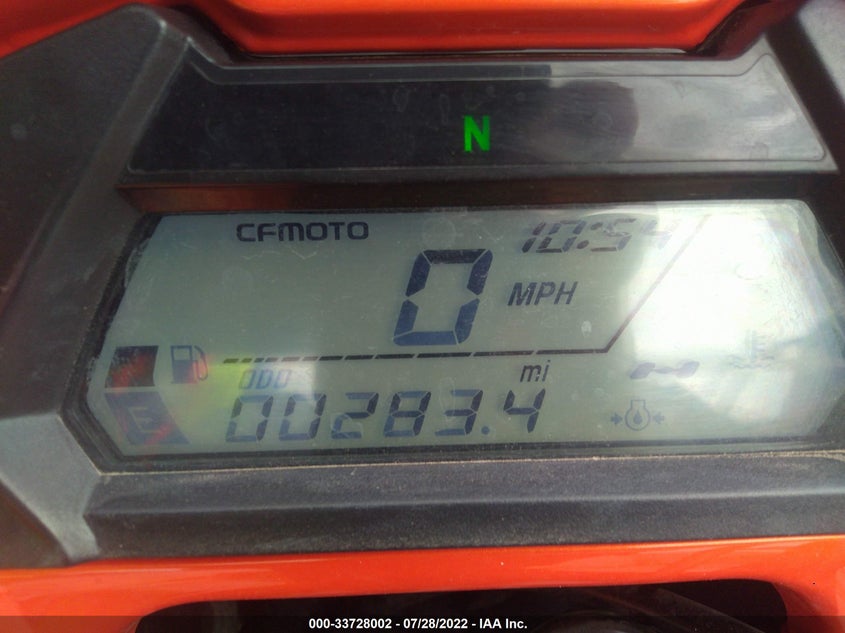 N
CFMOTO
10:54
0 MPH
ODO
mi
E
00283.4
000-33728002 - 07/28/2022 - IAA Inc.